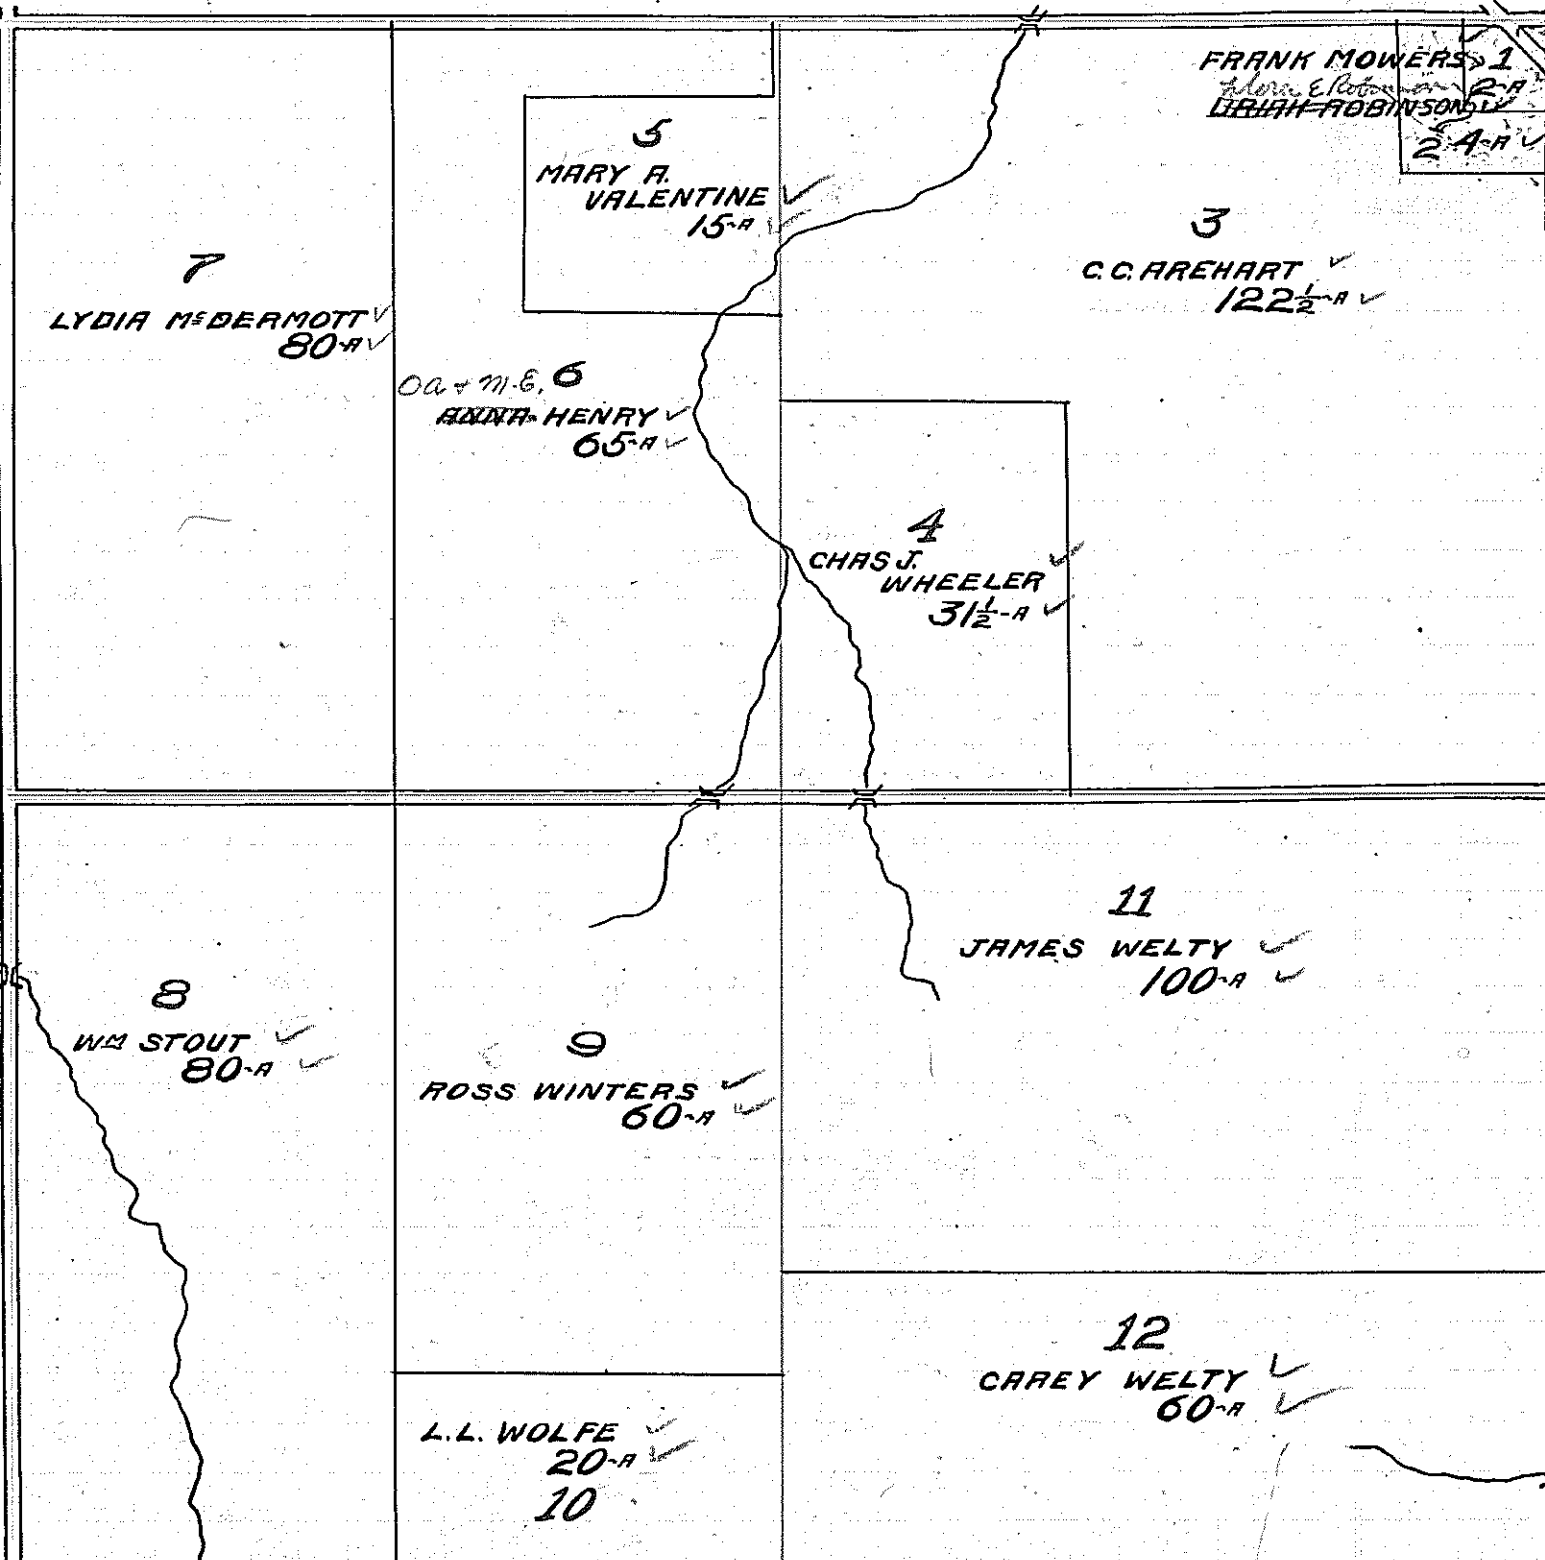 FRANK MOWERS 1
2-A
URIAH ROBINSON
2 4-A
5
MARY A.
VALENTINE
15-A
3
C.C. AREHART
122½-A
7
LYDIA McDERMOTT
80-A
O.A. + M.E. 6
ANNA HENRY
65-A
4
CHAS J.
WHEELER
31½-A
11
JAMES WELTY
100-A
8
WM STOUT
80-A
9
ROSS WINTERS
60-A
12
CAREY WELTY
60-A
L.L. WOLFE
20-A
10